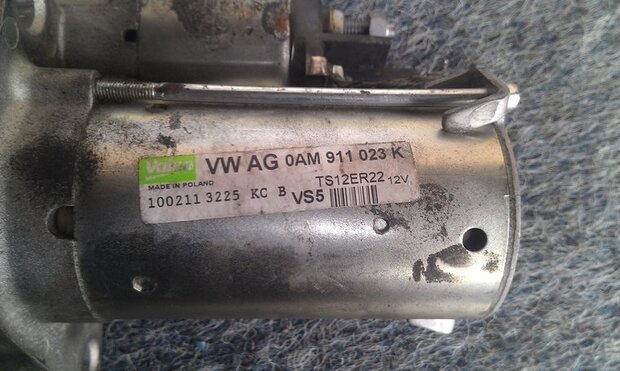 Valeo VW AG 0AM 911 023 K
MADE IN POLAND TS12ER22 12V
100211 3225 KC B VS5